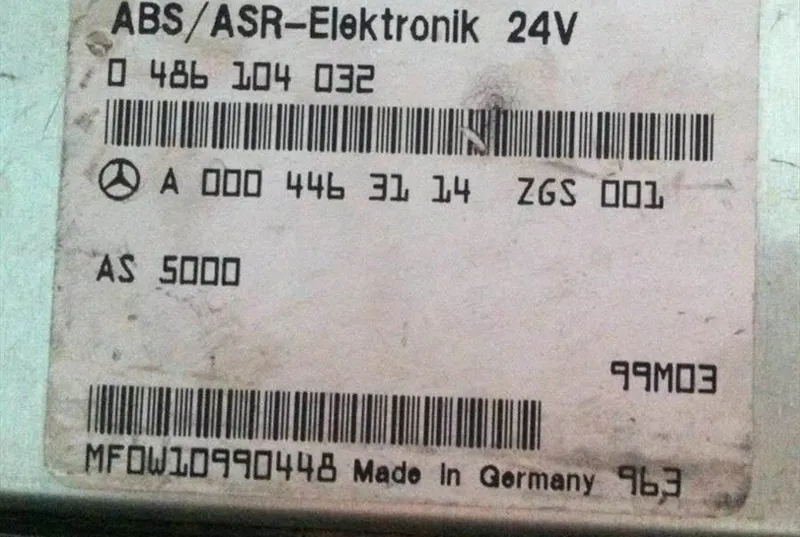 ABS/ASR-Elektronik 24V
0 486 104 032
A 000 446 31 14 ZGS 001
AS 5000
99M03
MF0W10990448 Made In Germany 963